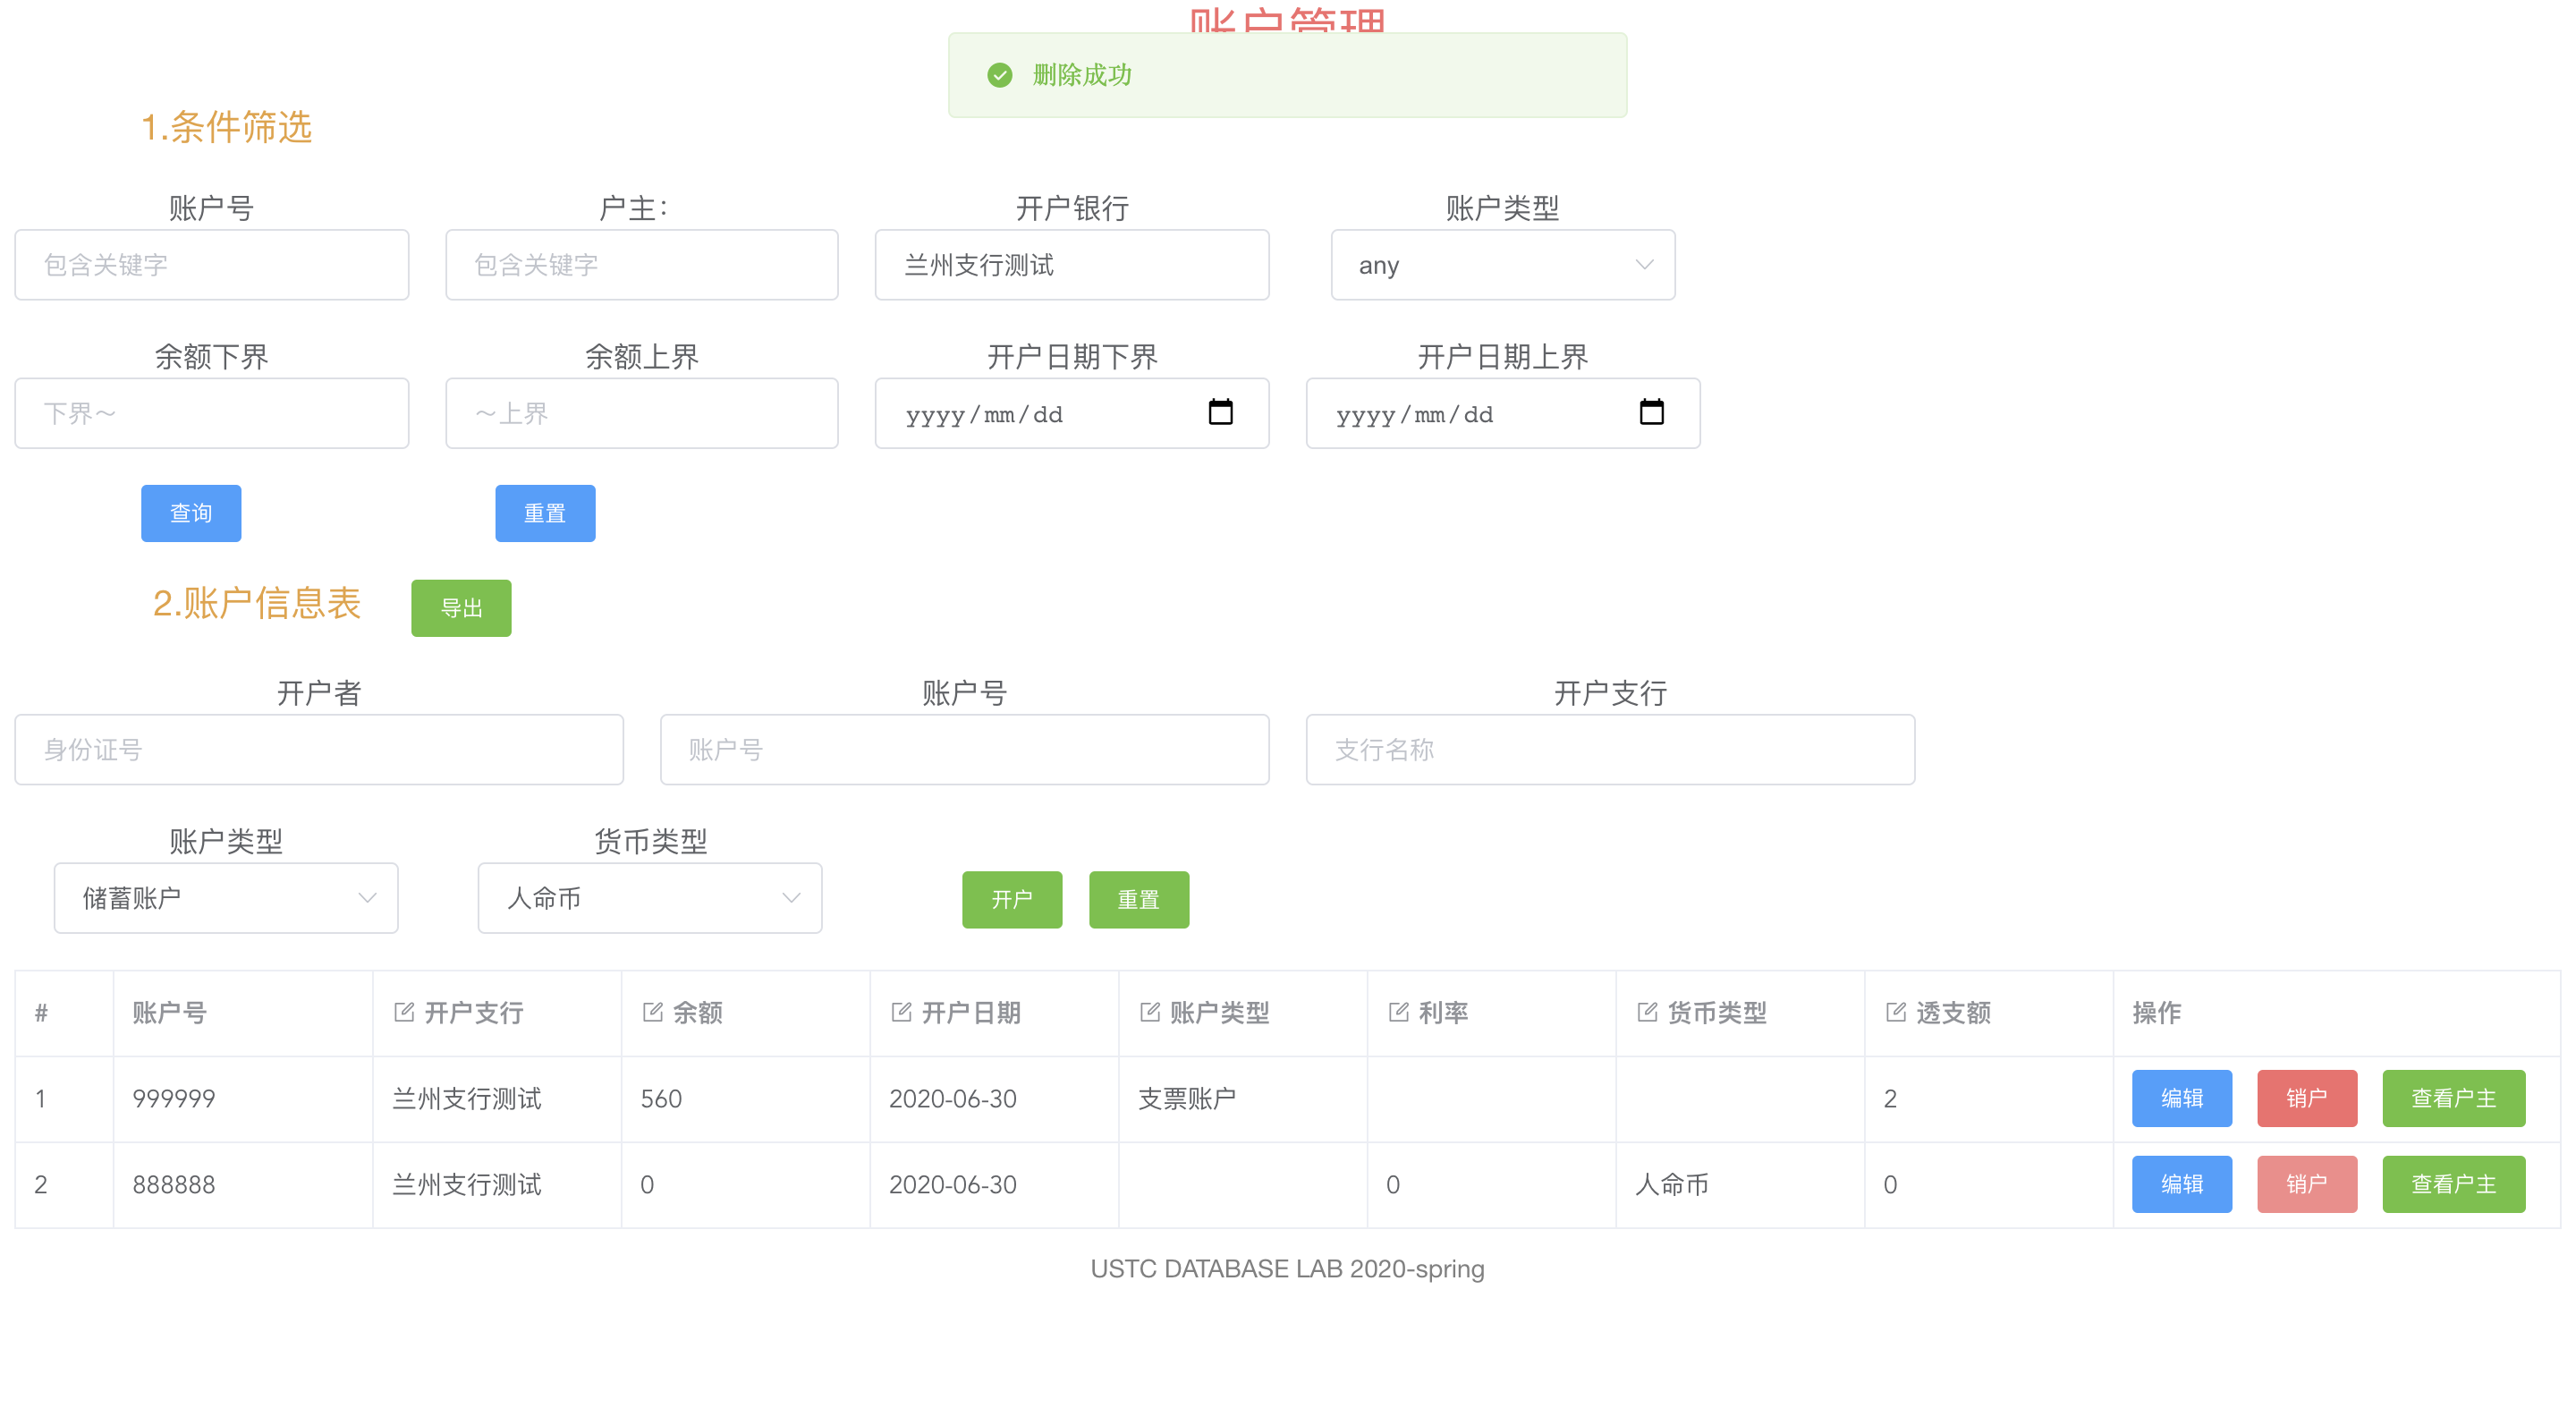 账户管理
删除成功
1.条件筛选
账户号 户主： 开户银行 账户类型
包含关键字 包含关键字 兰州支行测试 any
余额下界 余额上界 开户日期下界 开户日期上界
下界～ ～上界 yyyy/mm/dd yyyy/mm/dd
查询 重置
2.账户信息表 导出
开户者 账户号 开户支行
身份证号 账户号 支行名称
账户类型 货币类型
储蓄账户 人命币 开户 重置
# 账户号 开户支行 余额 开户日期 账户类型 利率 货币类型 透支额 操作
1 999999 兰州支行测试 560 2020-06-30 支票账户 2 编辑 销户 查看户主
2 888888 兰州支行测试 0 2020-06-30 0 人命币 0 编辑 销户 查看户主
USTC DATABASE LAB 2020-spring